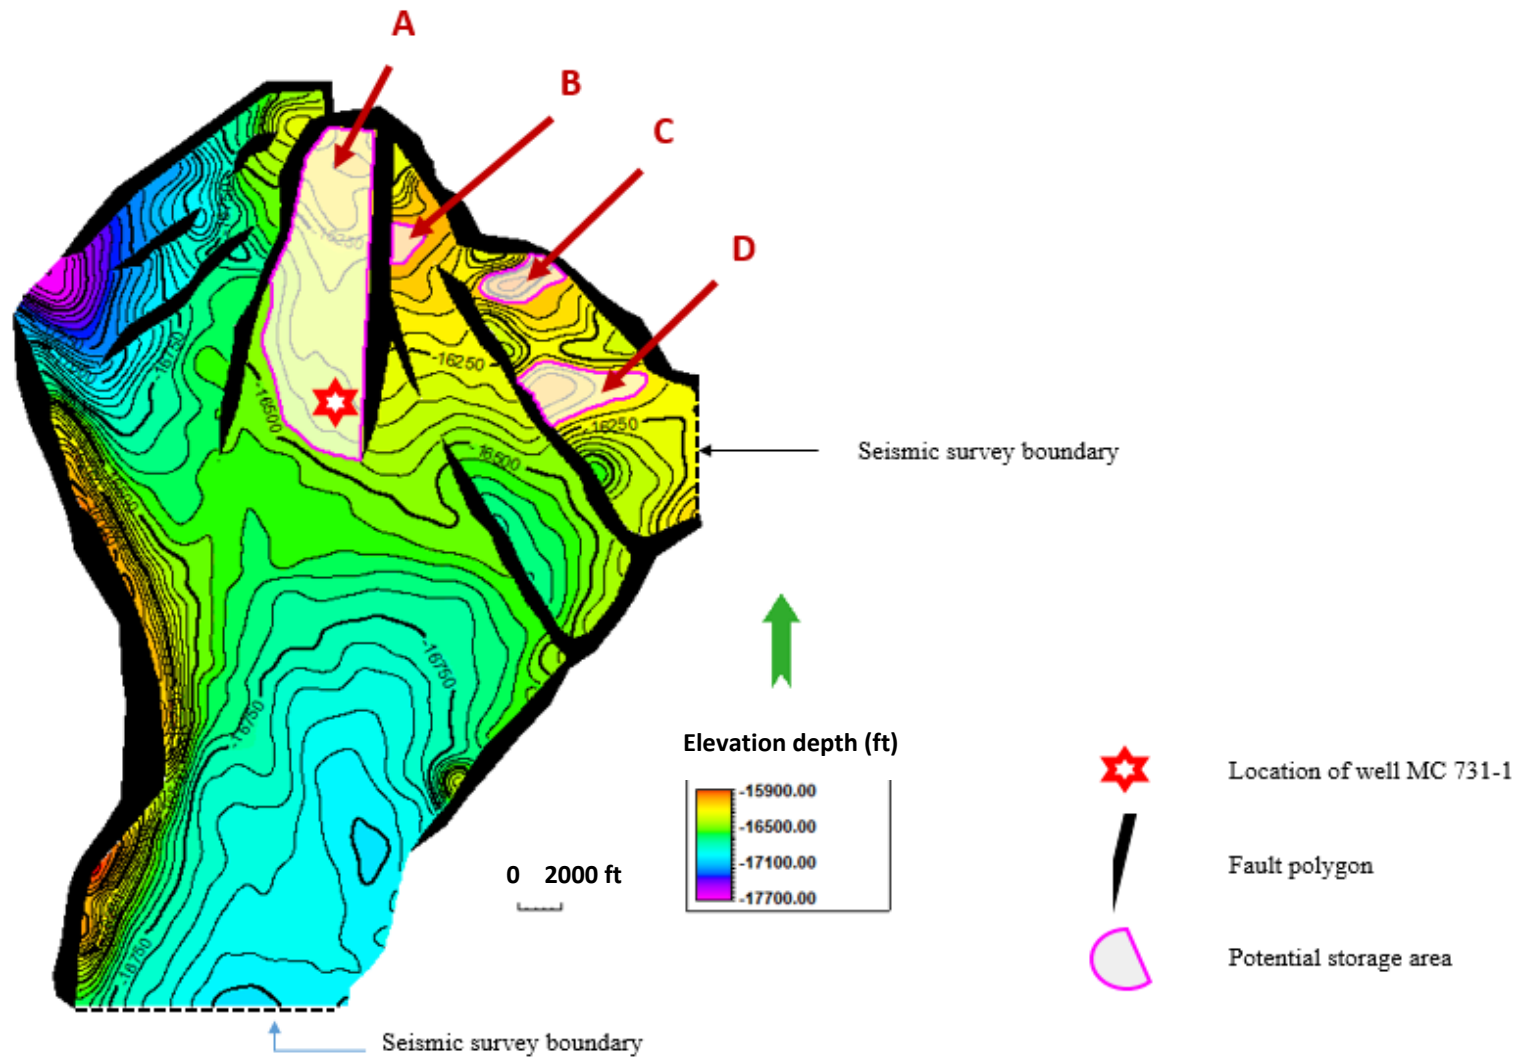 A
B
C
D
-16250
-16750
-16250
-16500
-16250
-16500
Seismic survey boundary
-16750
-16750
Elevation depth (ft)
-15900.00
-16500.00
-17100.00
-17700.00
0 2000 ft
Location of well MC 731-1
Fault polygon
Potential storage area
-16750
Seismic survey boundary